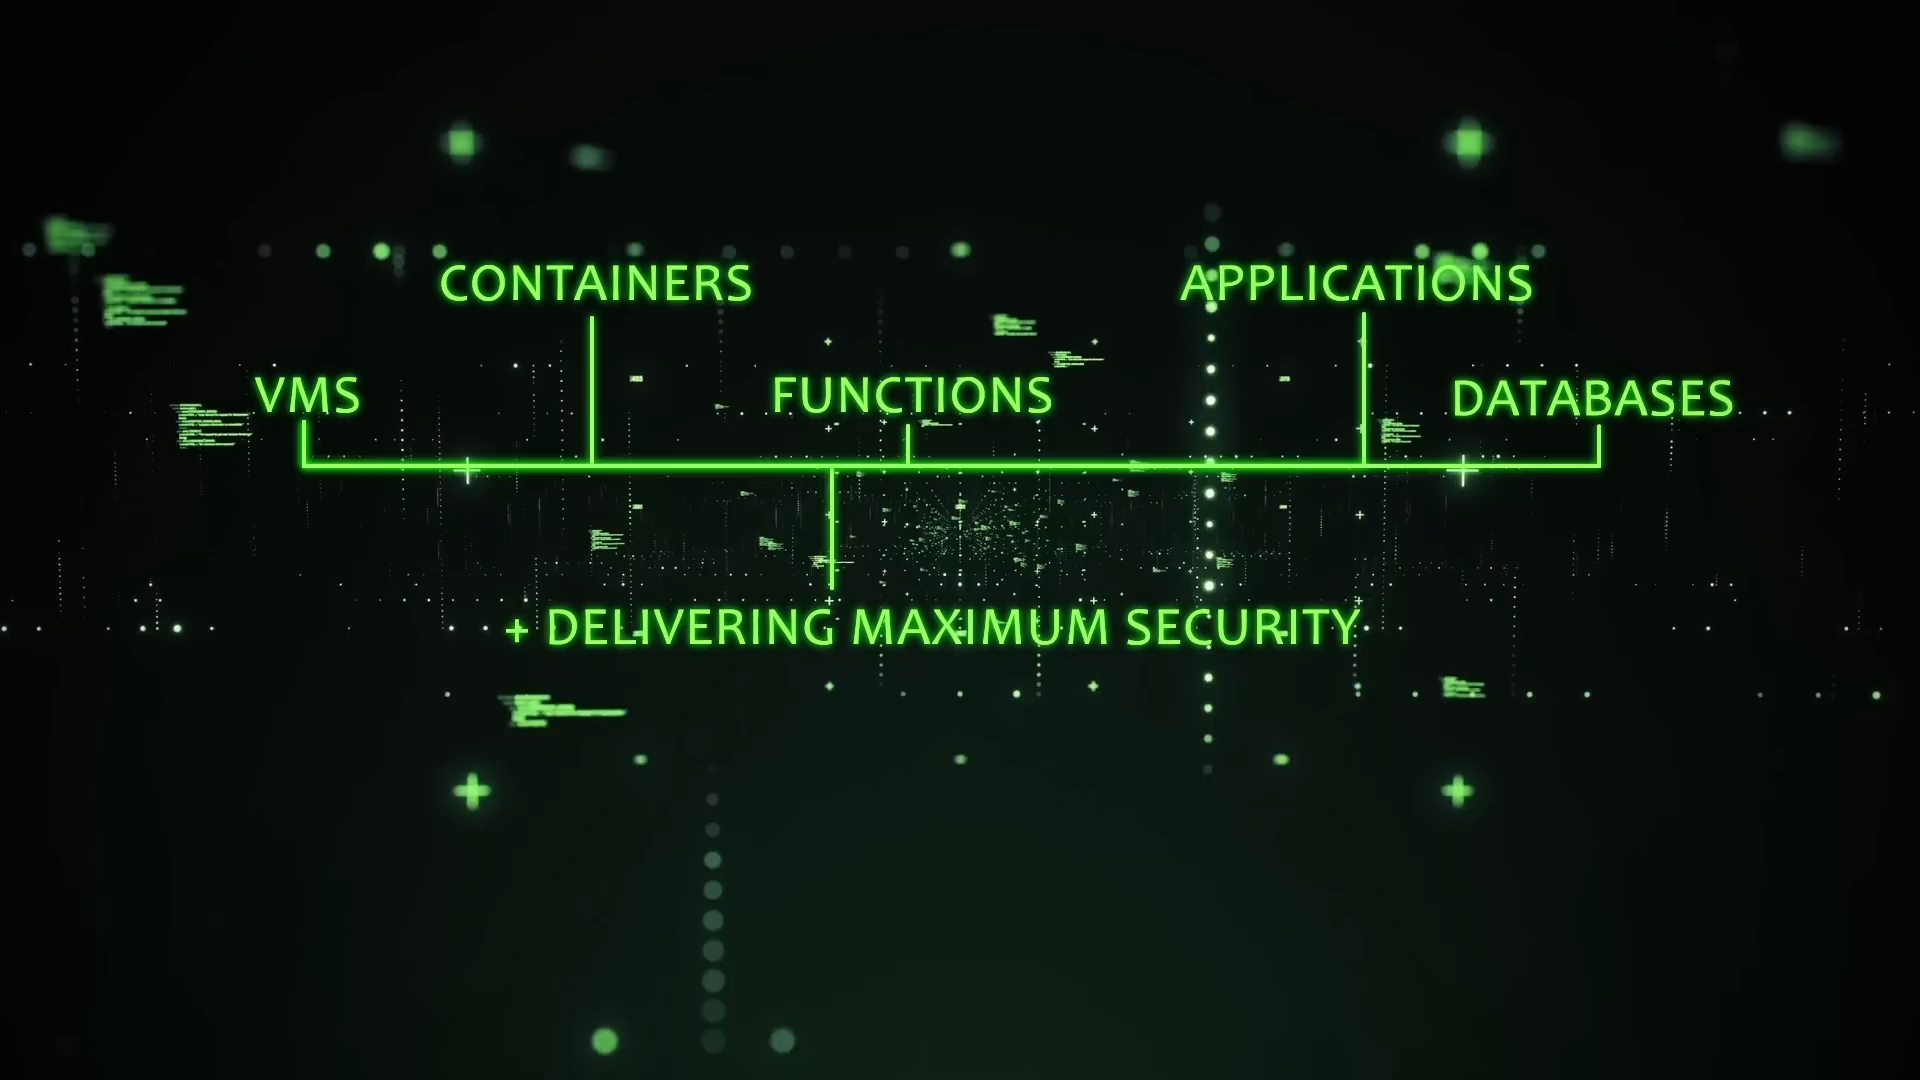 CONTAINERS
APPLICATIONS
VMS
FUNCTIONS
DATABASES
+ DELIVERING MAXIMUM SECURITY